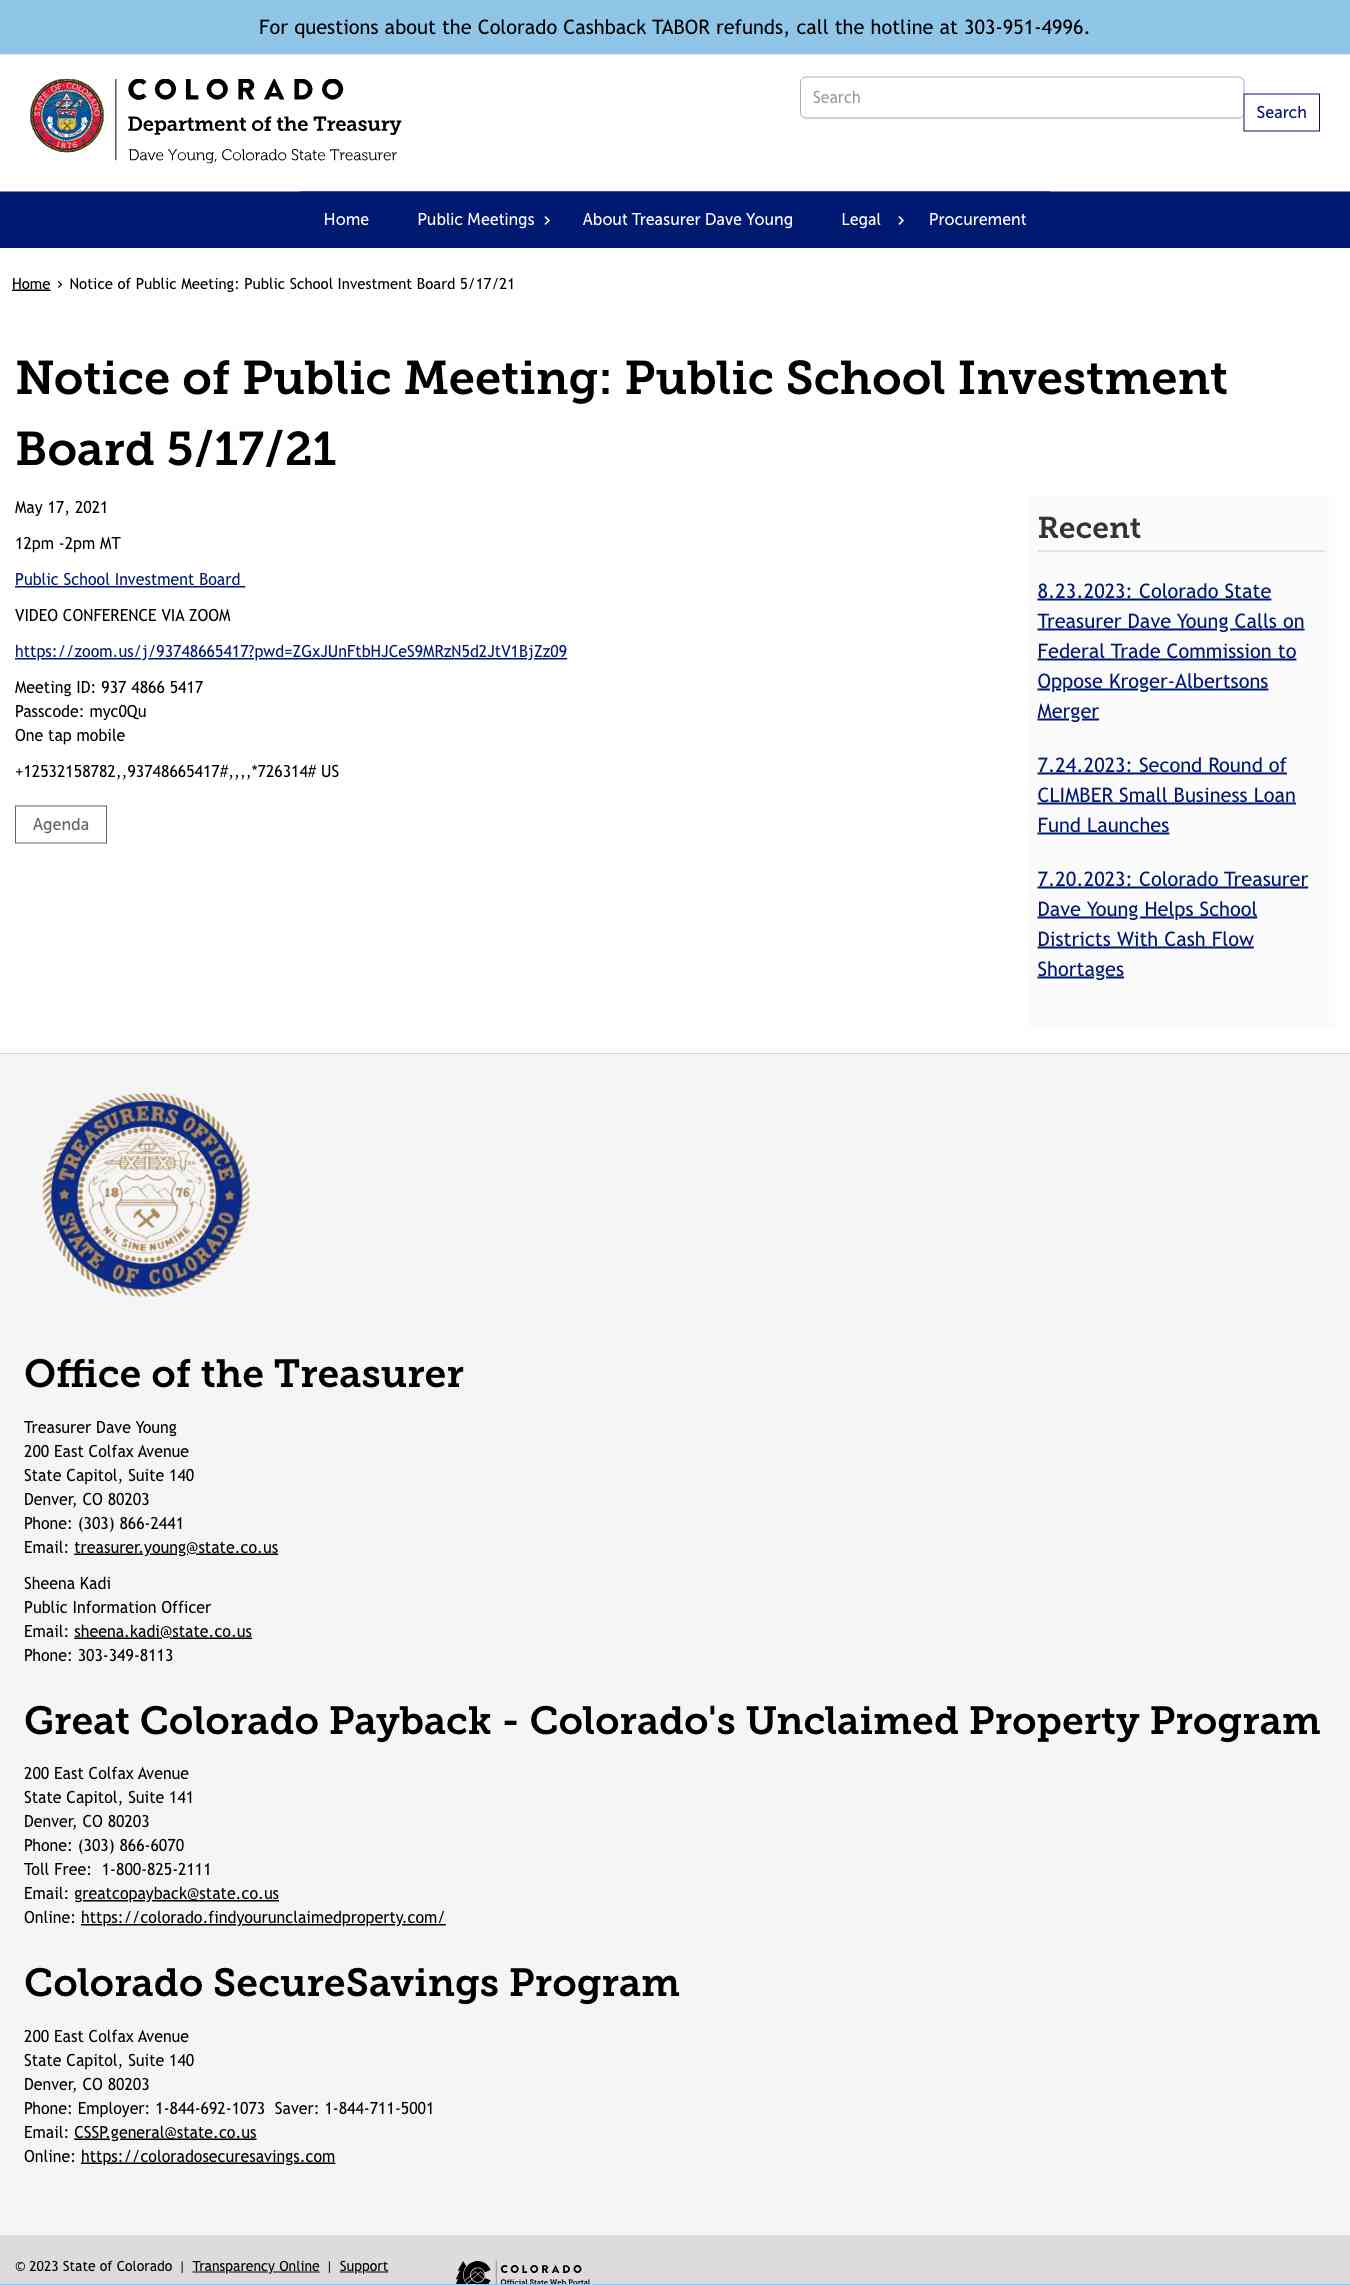 For questions about the Colorado Cashback TABOR refunds, call the hotline at 303-951-4996.
STATE OF COLORADO
1876
COLORADO
Department of the Treasury
Dave Young, Colorado State Treasurer
Search
Search
Home
Public Meetings
About Treasurer Dave Young
Legal
Procurement
Home › Notice of Public Meeting: Public School Investment Board 5/17/21
Notice of Public Meeting: Public School Investment
Board 5/17/21
May 17, 2021
12pm -2pm MT
Public School Investment Board
VIDEO CONFERENCE VIA ZOOM
https://zoom.us/j/93748665417?pwd=ZGxJUnFtbHJCeS9MRzN5d2JtV1BjZz09
Meeting ID: 937 4866 5417
Passcode: myc0Qu
One tap mobile
+12532158782,,93748665417#,,,,*726314# US
Agenda
Recent
8.23.2023: Colorado State
Treasurer Dave Young Calls on
Federal Trade Commission to
Oppose Kroger-Albertsons
Merger
7.24.2023: Second Round of
CLIMBER Small Business Loan
Fund Launches
7.20.2023: Colorado Treasurer
Dave Young Helps School
Districts With Cash Flow
Shortages
TREASURERS OFFICE
18 76
NIL SINE NUMINE
STATE OF COLORADO
Office of the Treasurer
Treasurer Dave Young
200 East Colfax Avenue
State Capitol, Suite 140
Denver, CO 80203
Phone: (303) 866-2441
Email: treasurer.young@state.co.us
Sheena Kadi
Public Information Officer
Email: sheena.kadi@state.co.us
Phone: 303-349-8113
Great Colorado Payback - Colorado's Unclaimed Property Program
200 East Colfax Avenue
State Capitol, Suite 141
Denver, CO 80203
Phone: (303) 866-6070
Toll Free:  1-800-825-2111
Email: greatcopayback@state.co.us
Online: https://colorado.findyourunclaimedproperty.com/
Colorado SecureSavings Program
200 East Colfax Avenue
State Capitol, Suite 140
Denver, CO 80203
Phone: Employer: 1-844-692-1073  Saver: 1-844-711-5001
Email: CSSP.general@state.co.us
Online: https://coloradosecuresavings.com
© 2023 State of Colorado | Transparency Online | Support
COLORADO
Official State Web Portal